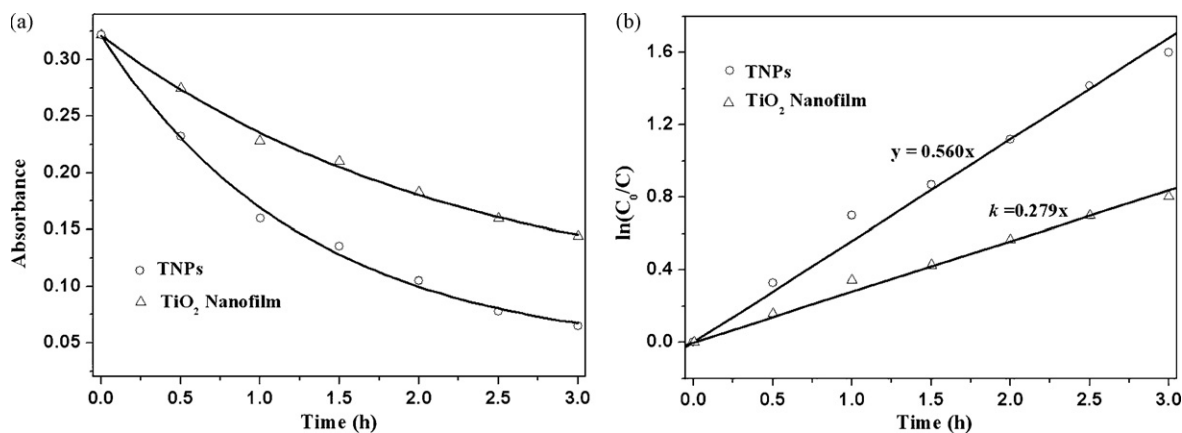 (a)
0.30
0.25
0.20
0.15
0.10
0.05
Absorbance
TNPs
TiO₂ Nanofilm
0.0 0.5 1.0 1.5 2.0 2.5 3.0
Time (h)
(b)
1.6
1.2
0.8
0.4
0.0
ln(C₀/C)
TNPs
TiO₂ Nanofilm
y = 0.560x
k =0.279x
0.0 0.5 1.0 1.5 2.0 2.5 3.0
Time (h)